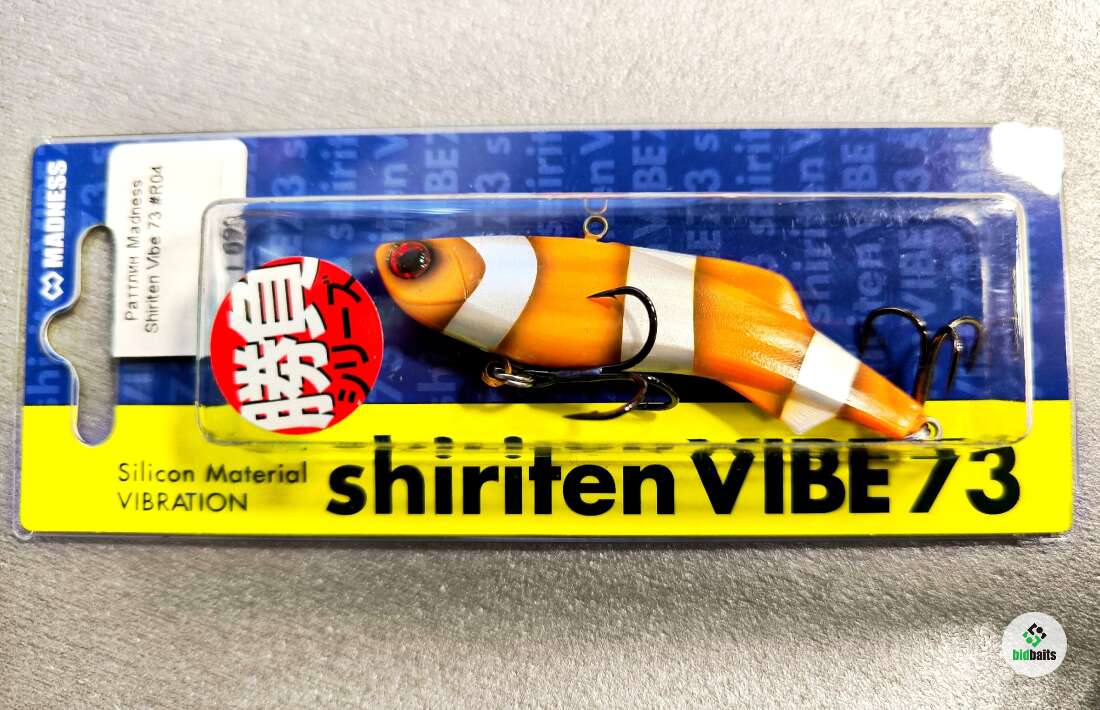 MADNESS
Раттлин Madness
Shiriten Vibe 73 #R04
勝負
シリーズ
Silicon Material
VIBRATION
shiriten VIBE 73
bidbaits